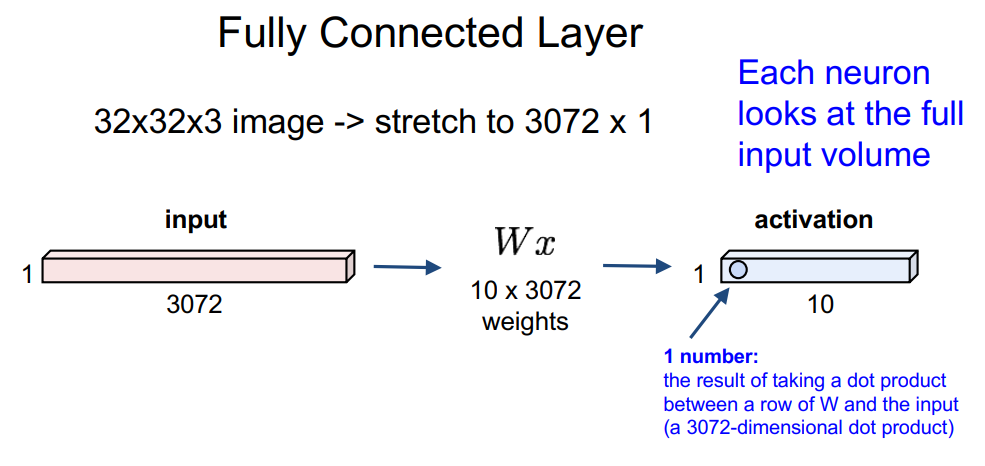 Fully Connected Layer
32x32x3 image -> stretch to 3072 x 1
Each neuron
looks at the full
input volume
input
1
3072
Wx
10 x 3072
weights
activation
1
10
1 number:
the result of taking a dot product
between a row of W and the input
(a 3072-dimensional dot product)